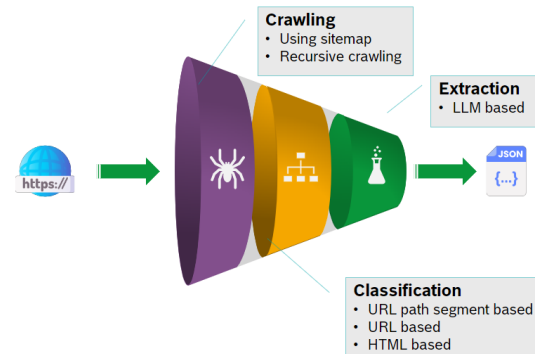 Crawling
• Using sitemap
• Recursive crawling
Extraction
• LLM based
https://
JSON
{...}
Classification
• URL path segment based
• URL based
• HTML based